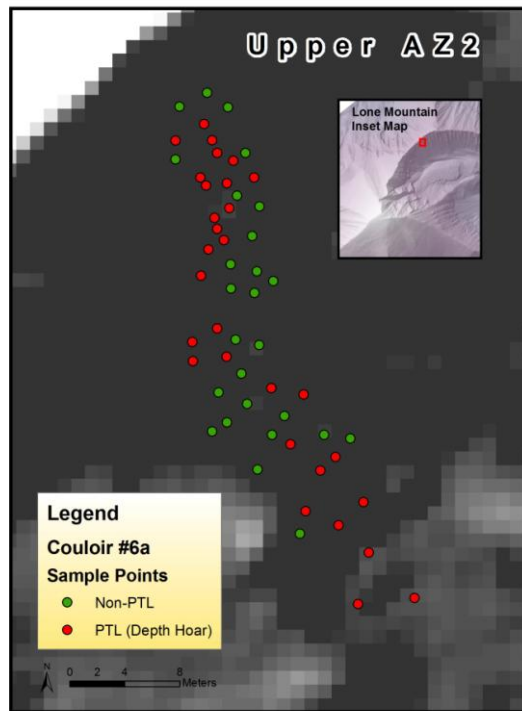 Upper AZ2
Lone Mountain
Inset Map
Legend
Couloir #6a
Sample Points
Non-PTL
PTL (Depth Hoar)
N
0 2 4 8
Meters